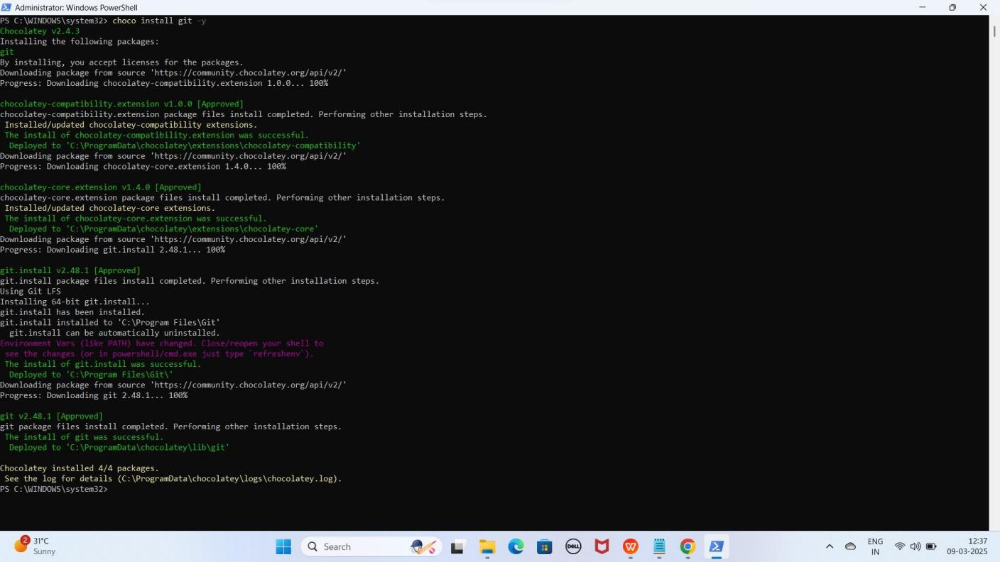 Administrator: Windows PowerShell
PS C:\WINDOWS\system32> choco install git -y
Chocolatey v2.4.3
Installing the following packages:
git
By installing, you accept licenses for the packages.
Downloading package from source 'https://community.chocolatey.org/api/v2/'
Progress: Downloading chocolatey-compatibility.extension 1.0.0... 100%
chocolatey-compatibility.extension v1.0.0 [Approved]
chocolatey-compatibility.extension package files install completed. Performing other installation steps.
Installed/updated chocolatey-compatibility extensions.
The install of chocolatey-compatibility.extension was successful.
Deployed to 'C:\ProgramData\chocolatey\extensions\chocolatey-compatibility'
Downloading package from source 'https://community.chocolatey.org/api/v2/'
Progress: Downloading chocolatey-core.extension 1.4.0... 100%
chocolatey-core.extension v1.4.0 [Approved]
chocolatey-core.extension package files install completed. Performing other installation steps.
Installed/updated chocolatey-core extensions.
The install of chocolatey-core.extension was successful.
Deployed to 'C:\ProgramData\chocolatey\extensions\chocolatey-core'
Downloading package from source 'https://community.chocolatey.org/api/v2/'
Progress: Downloading git.install 2.48.1... 100%
git.install v2.48.1 [Approved]
git.install package files install completed. Performing other installation steps.
Using Git LFS
Installing 64-bit git.install...
git.install has been installed.
git.install installed to 'C:\Program Files\Git'
git.install can be automatically uninstalled.
Environment Vars (like PATH) have changed. Close/reopen your shell to
see the changes (or in powershell/cmd.exe just type `refreshenv`).
The install of git.install was successful.
Deployed to 'C:\Program Files\Git\'
Downloading package from source 'https://community.chocolatey.org/api/v2/'
Progress: Downloading git 2.48.1... 100%
git v2.48.1 [Approved]
git package files install completed. Performing other installation steps.
The install of git was successful.
Deployed to 'C:\ProgramData\chocolatey\lib\git'
Chocolatey installed 4/4 packages.
See the log for details (C:\ProgramData\chocolatey\logs\chocolatey.log).
PS C:\WINDOWS\system32>
2
31°C
Sunny
Search
DELL
W
ENG
IN
12:37
09-03-2025